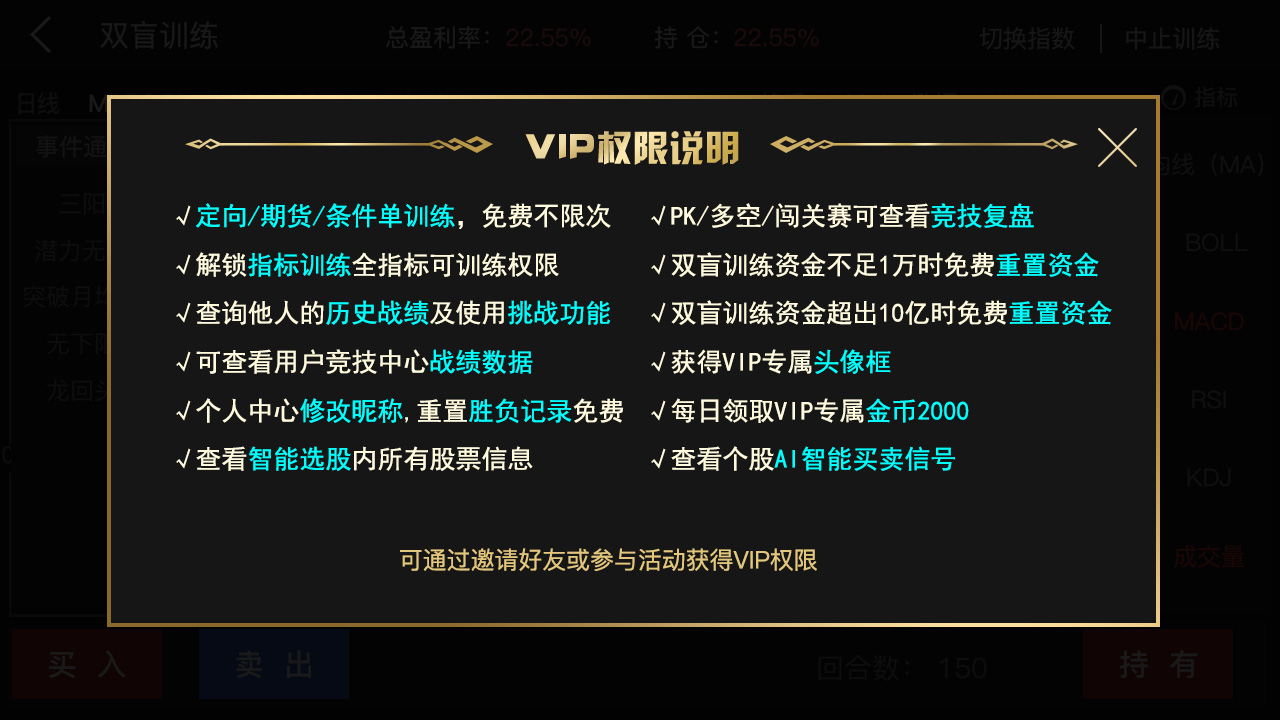 双盲训练 总盈利率：22.55% 持 仓：22.55% 切换指数 中止训练
日线 指标
VIP权限说明
事件通
均线（MA）
三阳
√定向/期货/条件单训练，免费不限次 √PK/多空/闯关赛可查看竞技复盘
潜力无 BOLL
√解锁指标训练全指标可训练权限 √双盲训练资金不足1万时免费重置资金
突破月均
√查询他人的历史战绩及使用挑战功能 √双盲训练资金超出10亿时免费重置资金
MACD
无下限
√可查看用户竞技中心战绩数据 √获得VIP专属头像框
龙回头 RSI
√个人中心修改昵称,重置胜负记录免费 √每日领取VIP专属金币2000
√查看智能选股内所有股票信息 √查看个股AI智能买卖信号
KDJ
可通过邀请好友或参与活动获得VIP权限
成交量
买 入 卖 出 回合数： 150 持 有